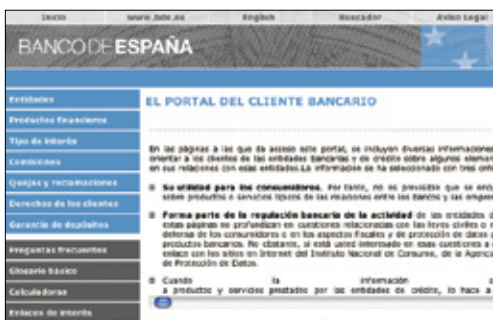 Inicio www.bde.es English Buscador Aviso Legal
BANCO DE ESPAÑA
Entidades
Productos financieros
Tipo de interés
Comisiones
Quejas y reclamaciones
Derechos de los clientes
Garantía de depósitos
Preguntas frecuentes
Glosario básico
Calculadoras
Enlaces de interés
EL PORTAL DEL CLIENTE BANCARIO
En las páginas a las que da acceso este portal, se incluyen diversas informaciones
orientar a los clientes de las entidades bancarias y de crédito sobre algunos elemen
en sus relaciones con esas entidades.La información se ha seleccionado con tres
Su utilidad para los consumidores. Por tanto, no es previsible que se enc
sobre productos o servicios típicos de las relaciones entre los bancos y las empres
Forma parte de la regulación bancaria de la actividad de las entidades d
estas páginas no profundizan en cuestiones relacionadas con las leyes civiles o
defensa de los consumidores o en los aspectos fiscales y de protección de datos
productos bancarios. No obstante, si está usted interesado en esas cuestiones
enlace con los sitios en Internet del Instituto Nacional de Consumo, de la Agencia
de Protección de Datos.
Cuando la información
a productos y servicios prestados por las entidades de crédito, lo hace a